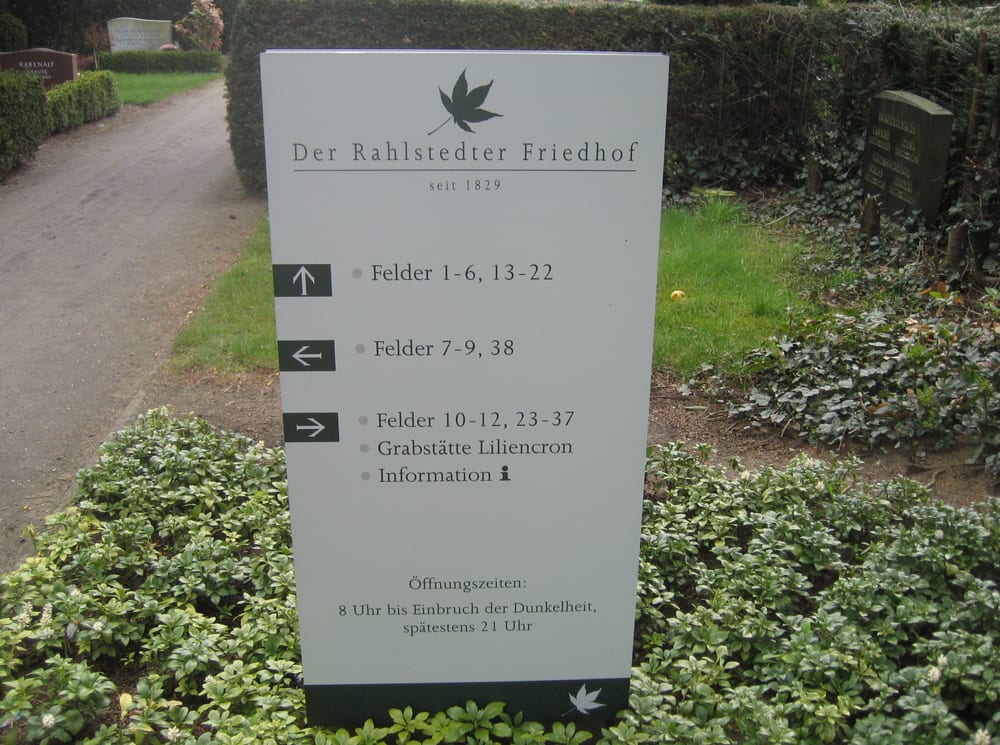 RABENALT
Der Rahlstedter Friedhof
seit 1829
Felder 1-6, 13-22
Felder 7-9, 38
Felder 10-12, 23-37
Grabstätte Liliencron
Information i
Öffnungszeiten:
8 Uhr bis Einbruch der Dunkelheit,
spätestens 21 Uhr